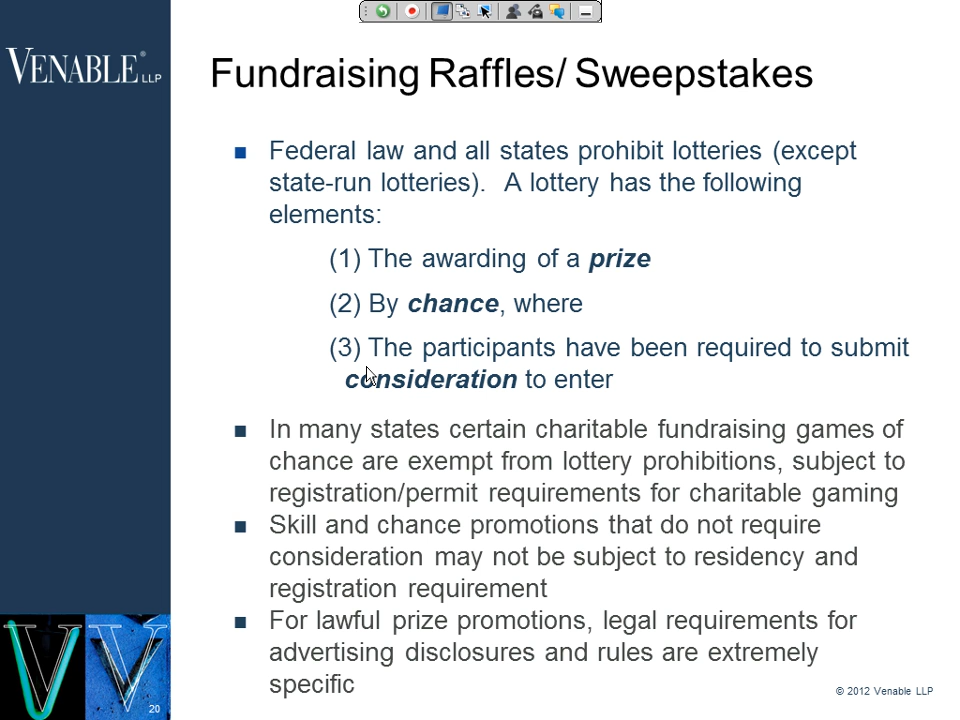 VENABLE® LLP
Fundraising Raffles/ Sweepstakes
■ Federal law and all states prohibit lotteries (except
state-run lotteries). A lottery has the following
elements:
(1) The awarding of a prize
(2) By chance, where
(3) The participants have been required to submit
consideration to enter
■ In many states certain charitable fundraising games of
chance are exempt from lottery prohibitions, subject to
registration/permit requirements for charitable gaming
■ Skill and chance promotions that do not require
consideration may not be subject to residency and
registration requirement
■ For lawful prize promotions, legal requirements for
advertising disclosures and rules are extremely
specific
V V
20
© 2012 Venable LLP